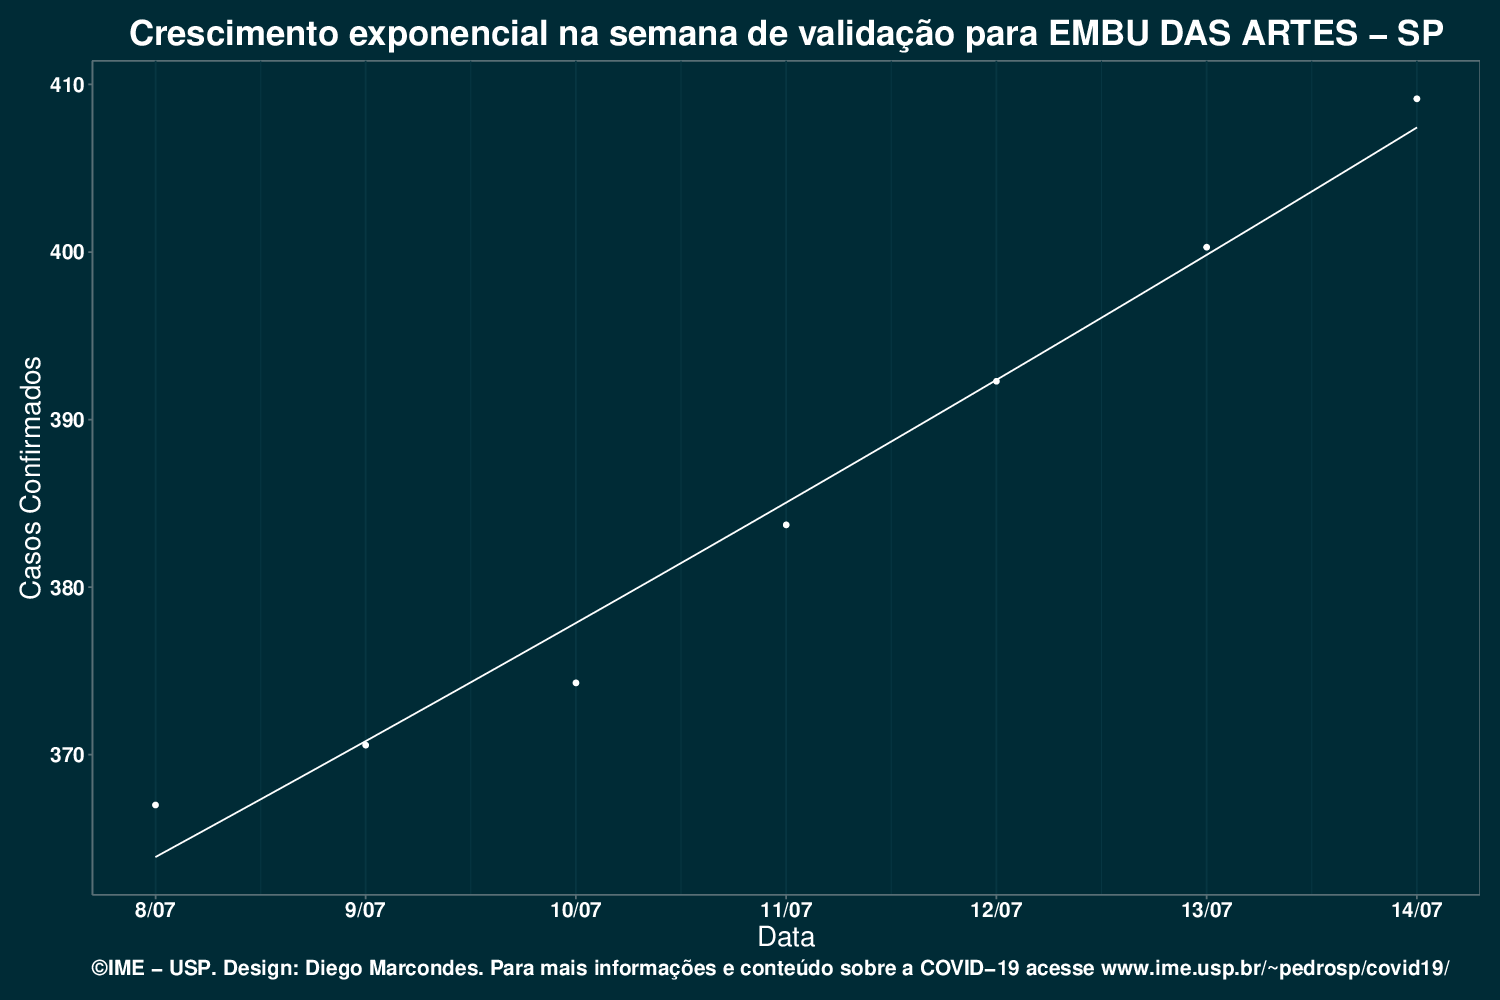 Crescimento exponencial na semana de validação para EMBU DAS ARTES – SP
410
400
390
380
370
Casos Confirmados
8/07 9/07 10/07 11/07 12/07 13/07 14/07
Data
©IME – USP. Design: Diego Marcondes. Para mais informações e conteúdo sobre a COVID–19 acesse www.ime.usp.br/~pedrosp/covid19/